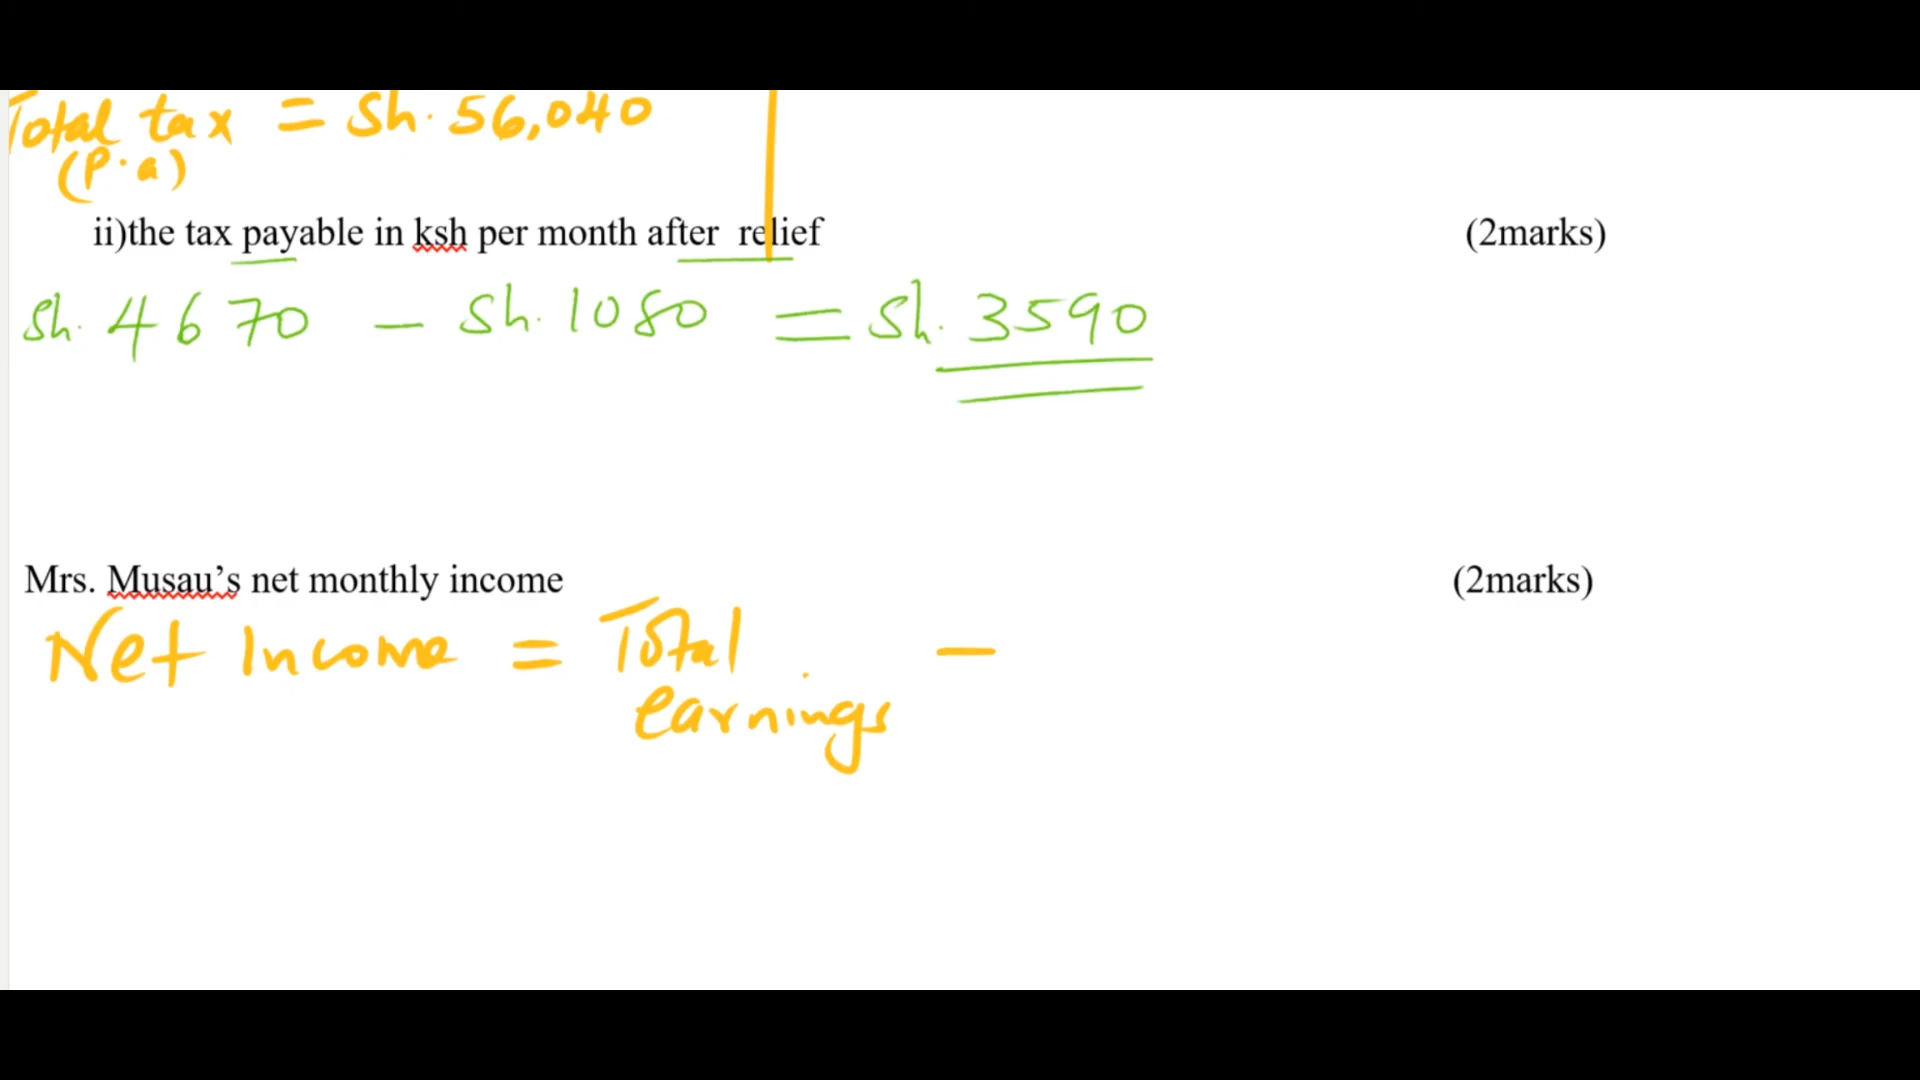 Total tax = Sh. 56,040
(P.a)
ii)the tax payable in ksh per month after relief (2marks)
Sh. 4670 - Sh. 1080 = Sh. 3590
Mrs. Musau’s net monthly income (2marks)
Net Income = Total -
earnings